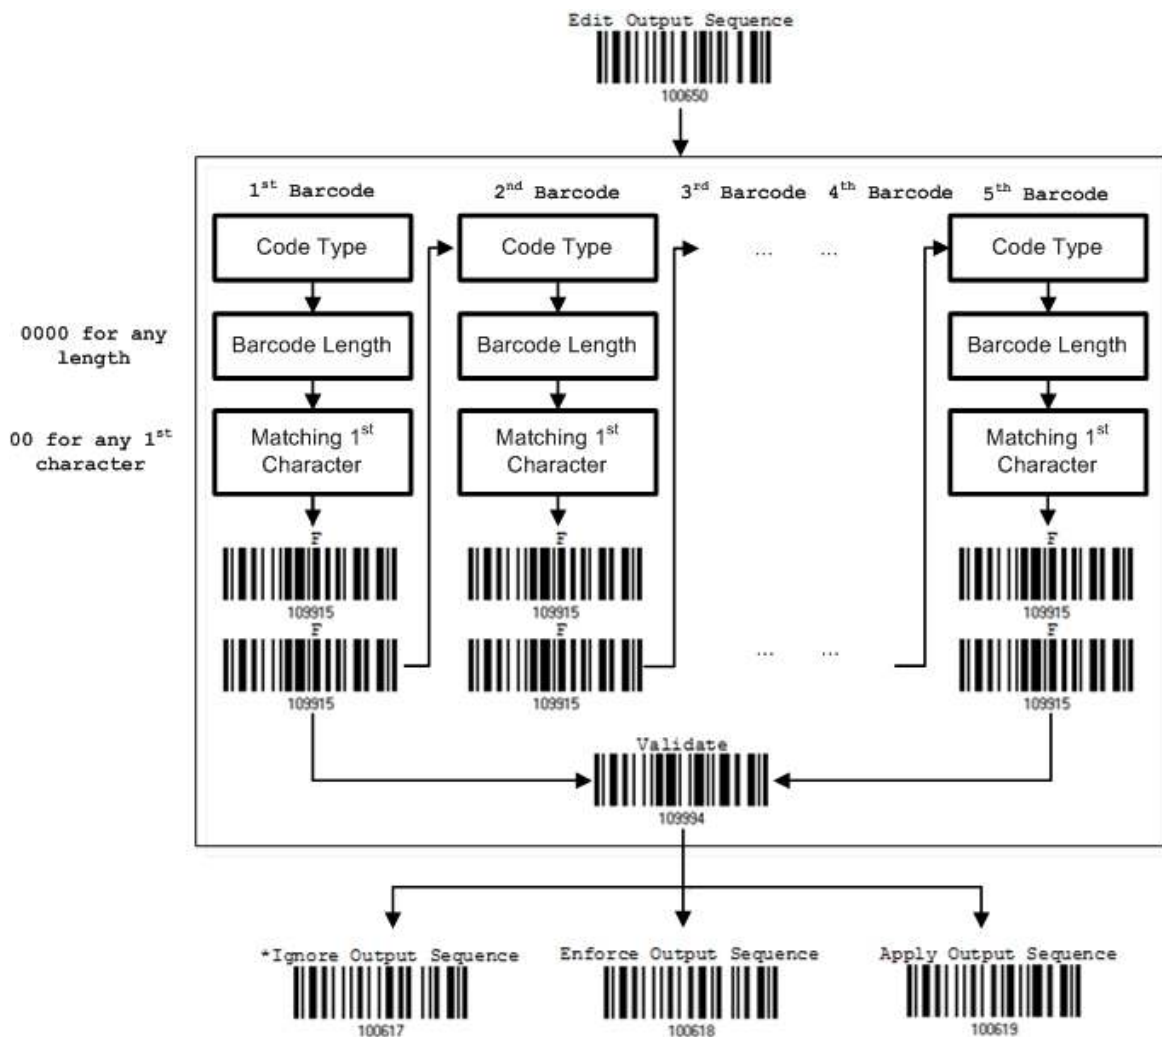 Edit Output Sequence
100650
1st Barcode
2nd Barcode
3rd Barcode
4th Barcode
5th Barcode
Code Type
Code Type
... ...
Code Type
0000 for any
length
Barcode Length
Barcode Length
Barcode Length
00 for any 1st
character
Matching 1st
Character
Matching 1st
Character
Matching 1st
Character
109915
109915
109915
... ...
109915
109915
109915
Validate
109994
*Ignore Output Sequence
100617
Enforce Output Sequence
100618
Apply Output Sequence
100619